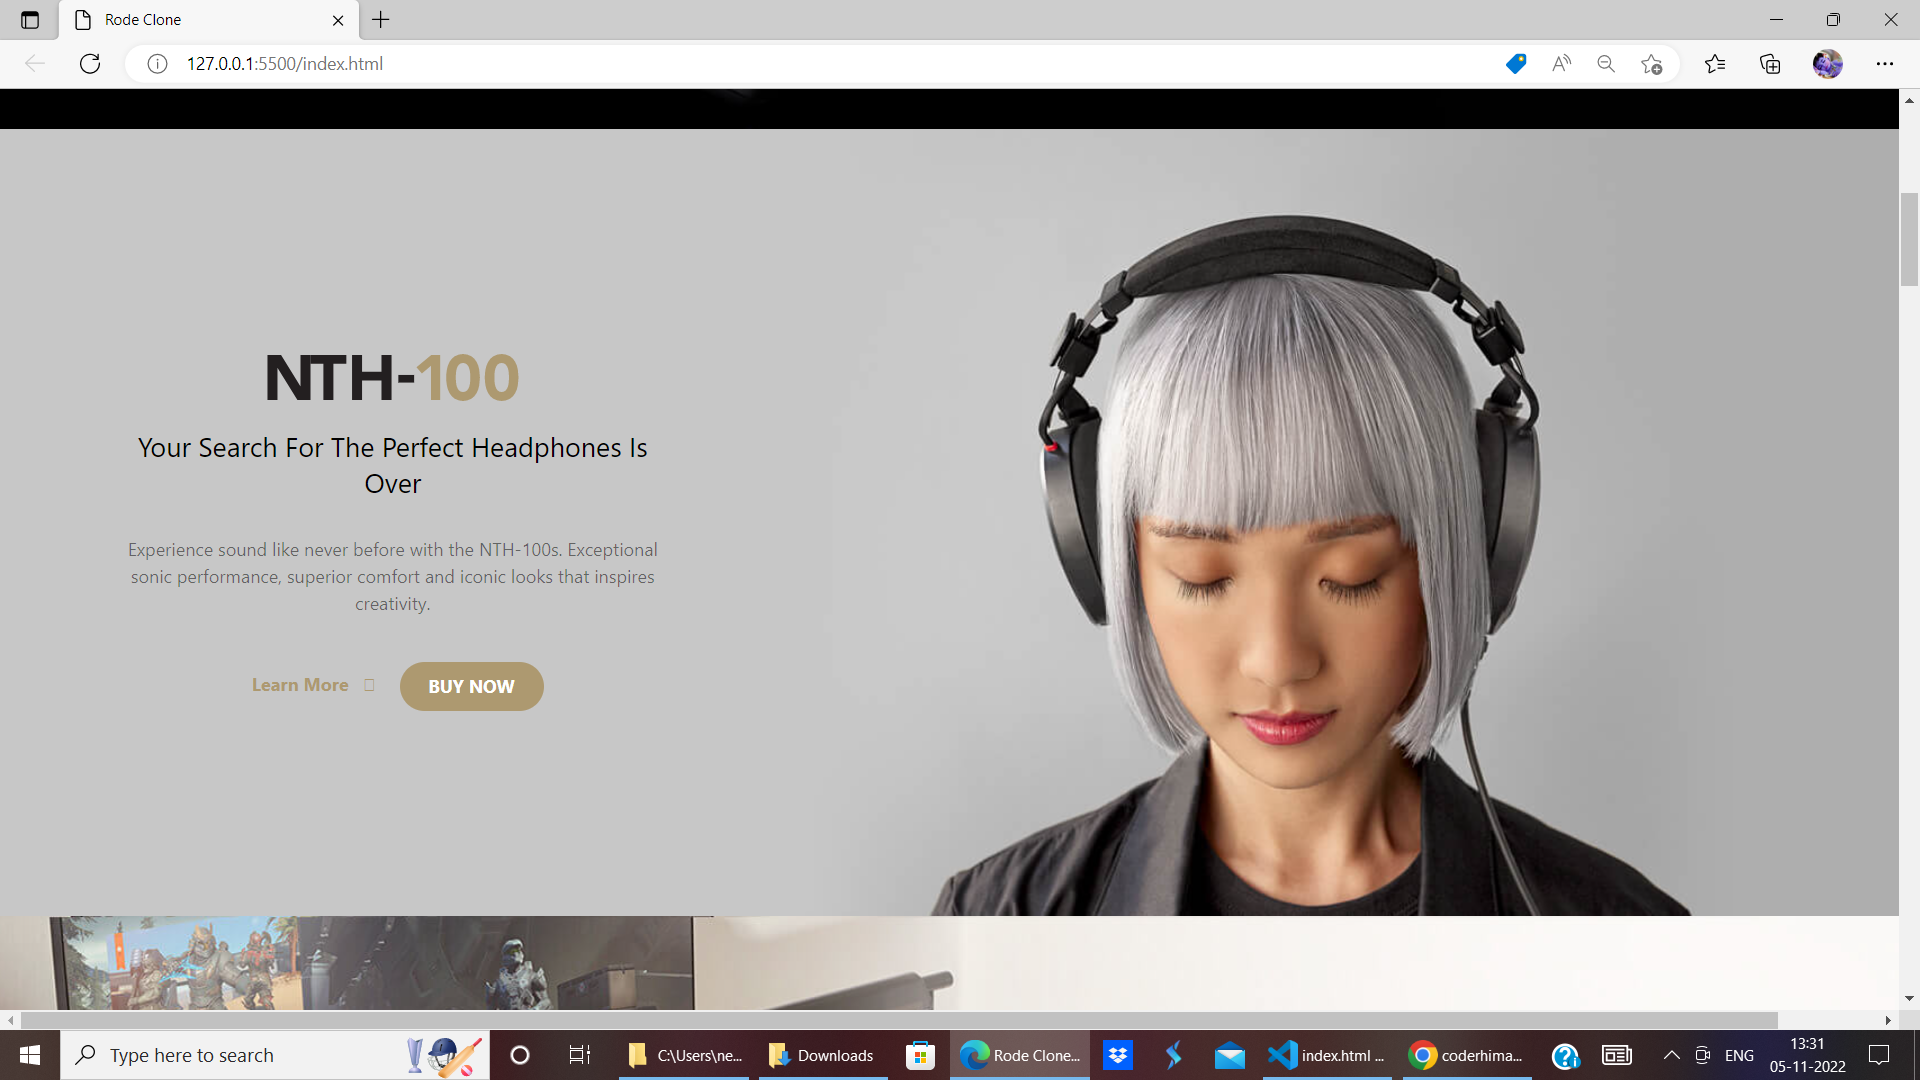 Rode Clone
127.0.0.1:5500/index.html
NTH-100
Your Search For The Perfect Headphones Is
Over
Experience sound like never before with the NTH-100s. Exceptional
sonic performance, superior comfort and iconic looks that inspires
creativity.
Learn More
BUY NOW
Type here to search
C:\Users\ne...
Downloads
Rode Clone...
index.html ...
coderhima...
ENG
13:31
05-11-2022